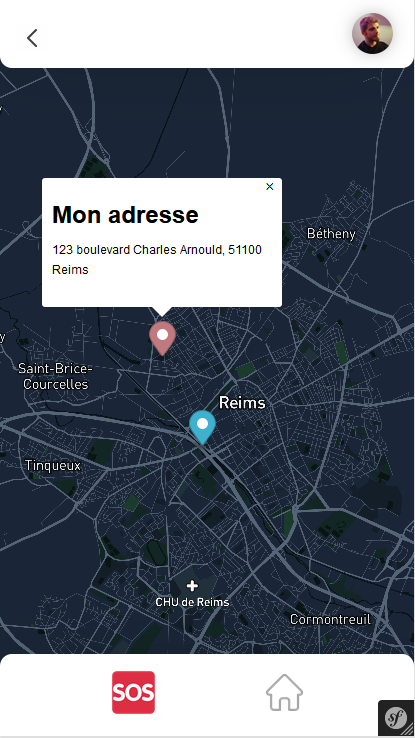 ×
Mon adresse
123 boulevard Charles Arnould, 51100
Reims
Bétheny
Saint-Brice-
Courcelles
Reims
Tinqueux
CHU de Reims
Cormontreuil
SOS
sf